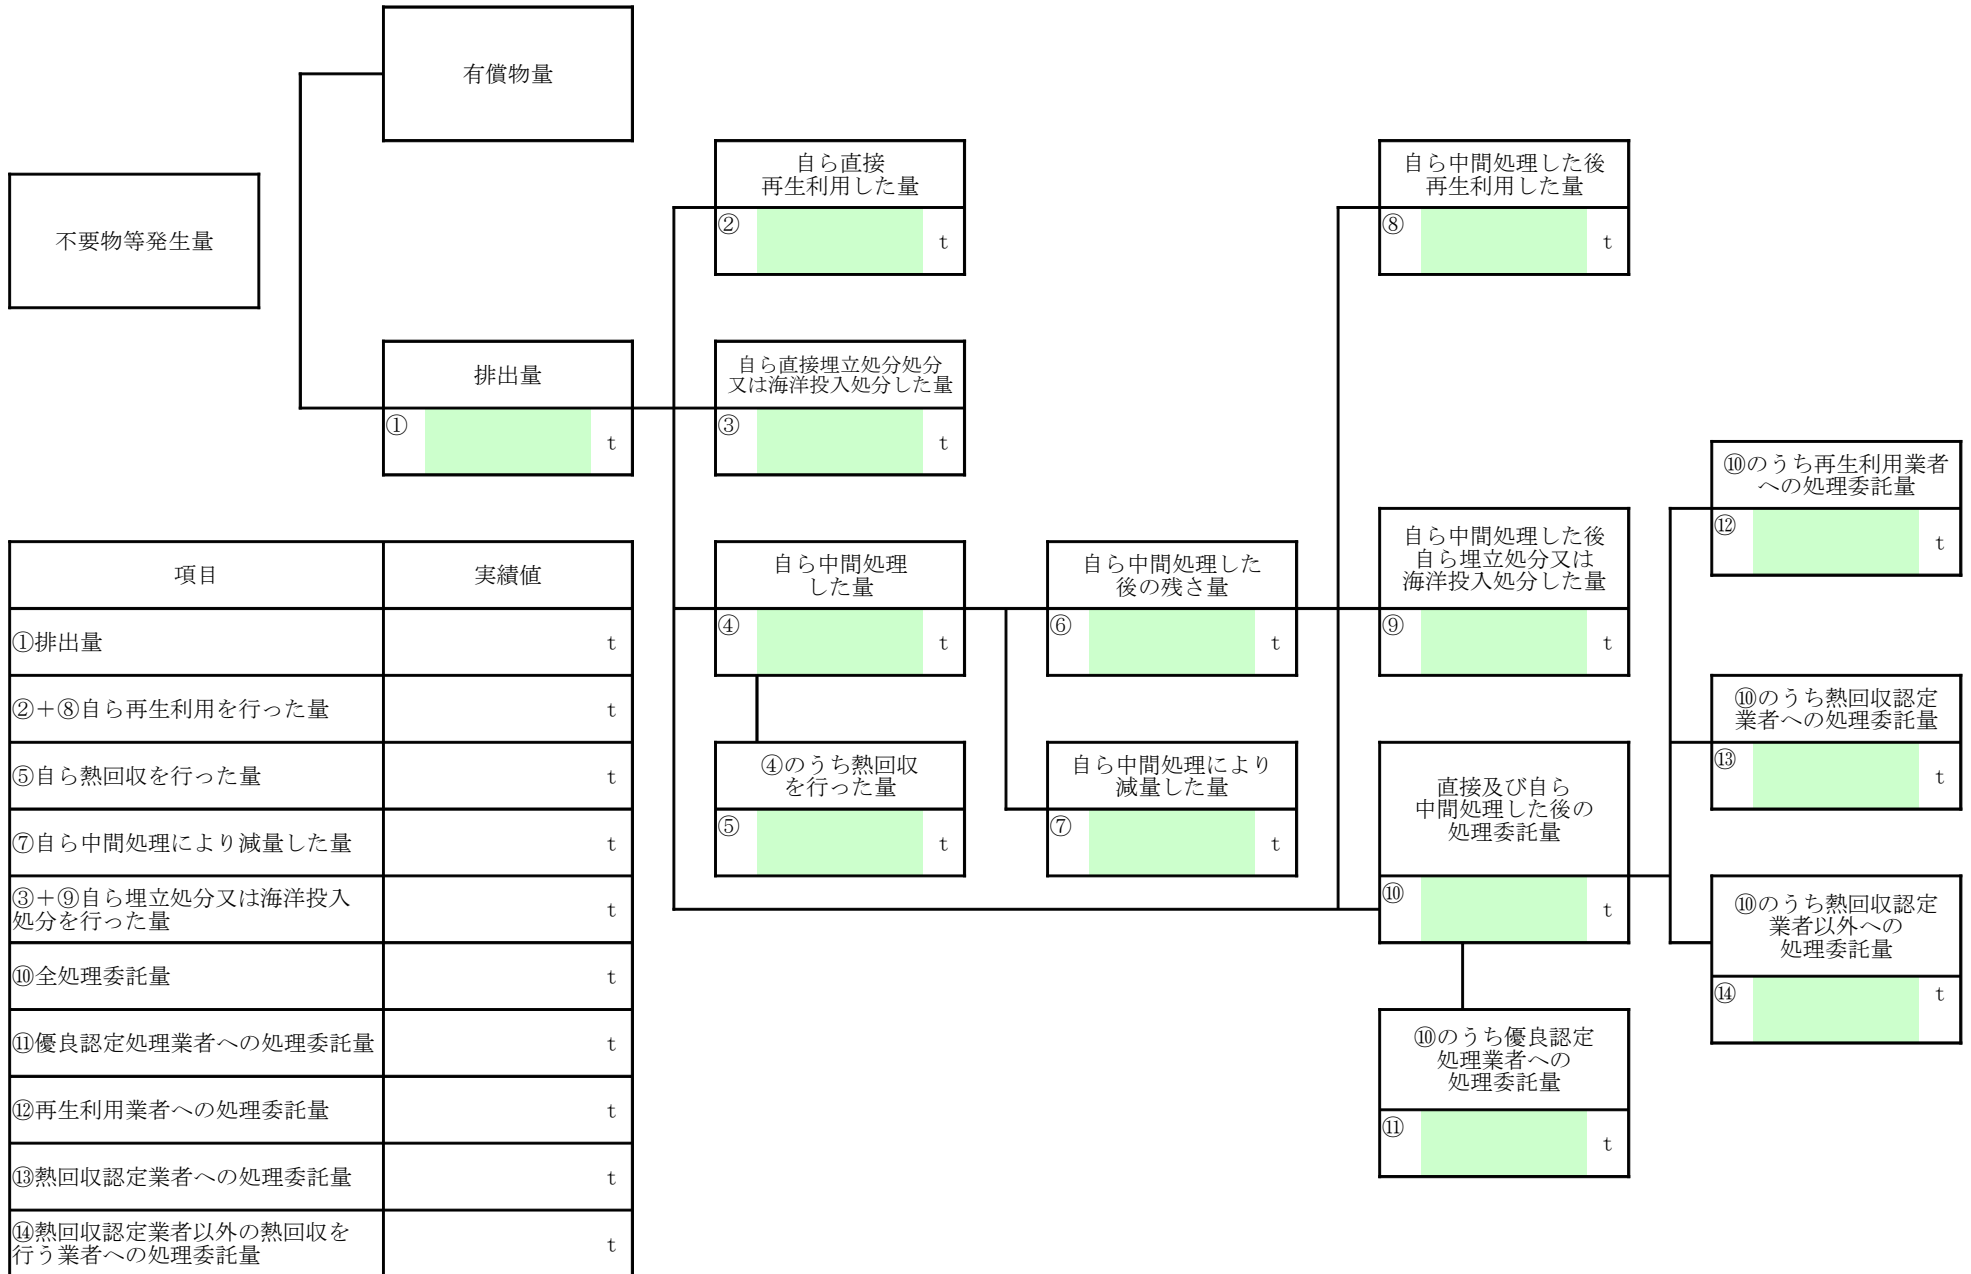 有償物量
不要物等発生量
自ら直接
再生利用した量
②
t
自ら中間処理した後
再生利用した量
⑧
t
排出量
①
t
自ら直接埋立処分処分
又は海洋投入処分した量
③
t
⑩のうち再生利用業者
への処理委託量
⑫
t
自ら中間処理
した量
④
t
自ら中間処理した
後の残さ量
⑥
t
自ら中間処理した後
自ら埋立処分又は
海洋投入処分した量
⑨
t
④のうち熱回収
を行った量
⑤
t
自ら中間処理により
減量した量
⑦
t
直接及び自ら
中間処理した後の
処理委託量
⑩
t
⑩のうち熱回収認定
業者への処理委託量
⑬
t
⑩のうち熱回収認定
業者以外への
処理委託量
⑭
t
⑩のうち優良認定
処理業者への
処理委託量
⑪
t
項目 実績値
①排出量 t
②＋⑧自ら再生利用を行った量 t
⑤自ら熱回収を行った量 t
⑦自ら中間処理により減量した量 t
③＋⑨自ら埋立処分又は海洋投入
処分を行った量 t
⑩全処理委託量 t
⑪優良認定処理業者への処理委託量 t
⑫再生利用業者への処理委託量 t
⑬熱回収認定業者への処理委託量 t
⑭熱回収認定業者以外の熱回収を
行う業者への処理委託量 t